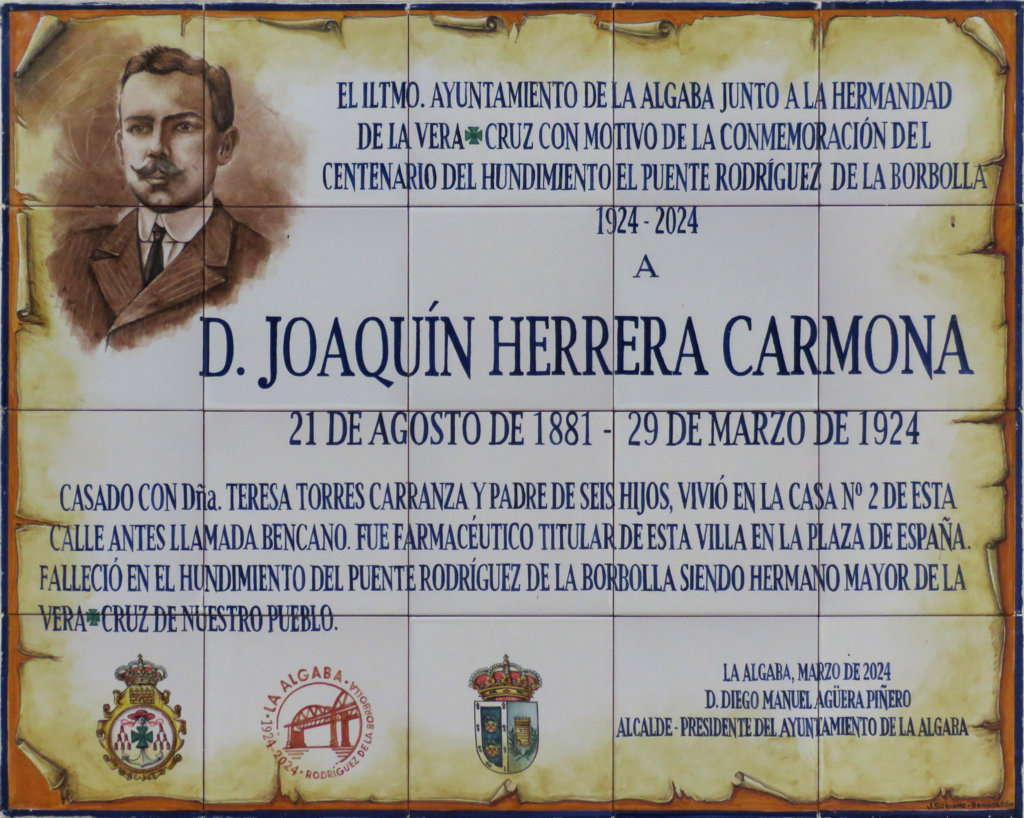 EL ILTMO. AYUNTAMIENTO DE LA ALGABA JUNTO A LA HERMANDAD
DE LA VERA✠CRUZ CON MOTIVO DE LA CONMEMORACIÓN DEL
CENTENARIO DEL HUNDIMIENTO EL PUENTE RODRÍGUEZ DE LA BORBOLLA
1924 - 2024
A
D. JOAQUÍN HERRERA CARMONA
21 DE AGOSTO DE 1881 - 29 DE MARZO DE 1924
CASADO CON Dña. TERESA TORRES CARRANZA Y PADRE DE SEIS HIJOS, VIVIÓ EN LA CASA Nº 2 DE ESTA
CALLE ANTES LLAMADA BENCANO. FUE FARMACÉUTICO TITULAR DE ESTA VILLA EN LA PLAZA DE ESPAÑA.
FALLECIÓ EN EL HUNDIMIENTO DEL PUENTE RODRÍGUEZ DE LA BORBOLLA SIENDO HERMANO MAYOR DE LA
VERA✠CRUZ DE NUESTRO PUEBLO.
·LA ALGABA·
1924·2024·RODRÍGUEZ DE LA BORBOLLA
LA ALGABA, MARZO DE 2024
D. DIEGO MANUEL AGÜERA PIÑERO
ALCALDE - PRESIDENTE DEL AYUNTAMIENTO DE LA ALGABA
J. SORIANO -